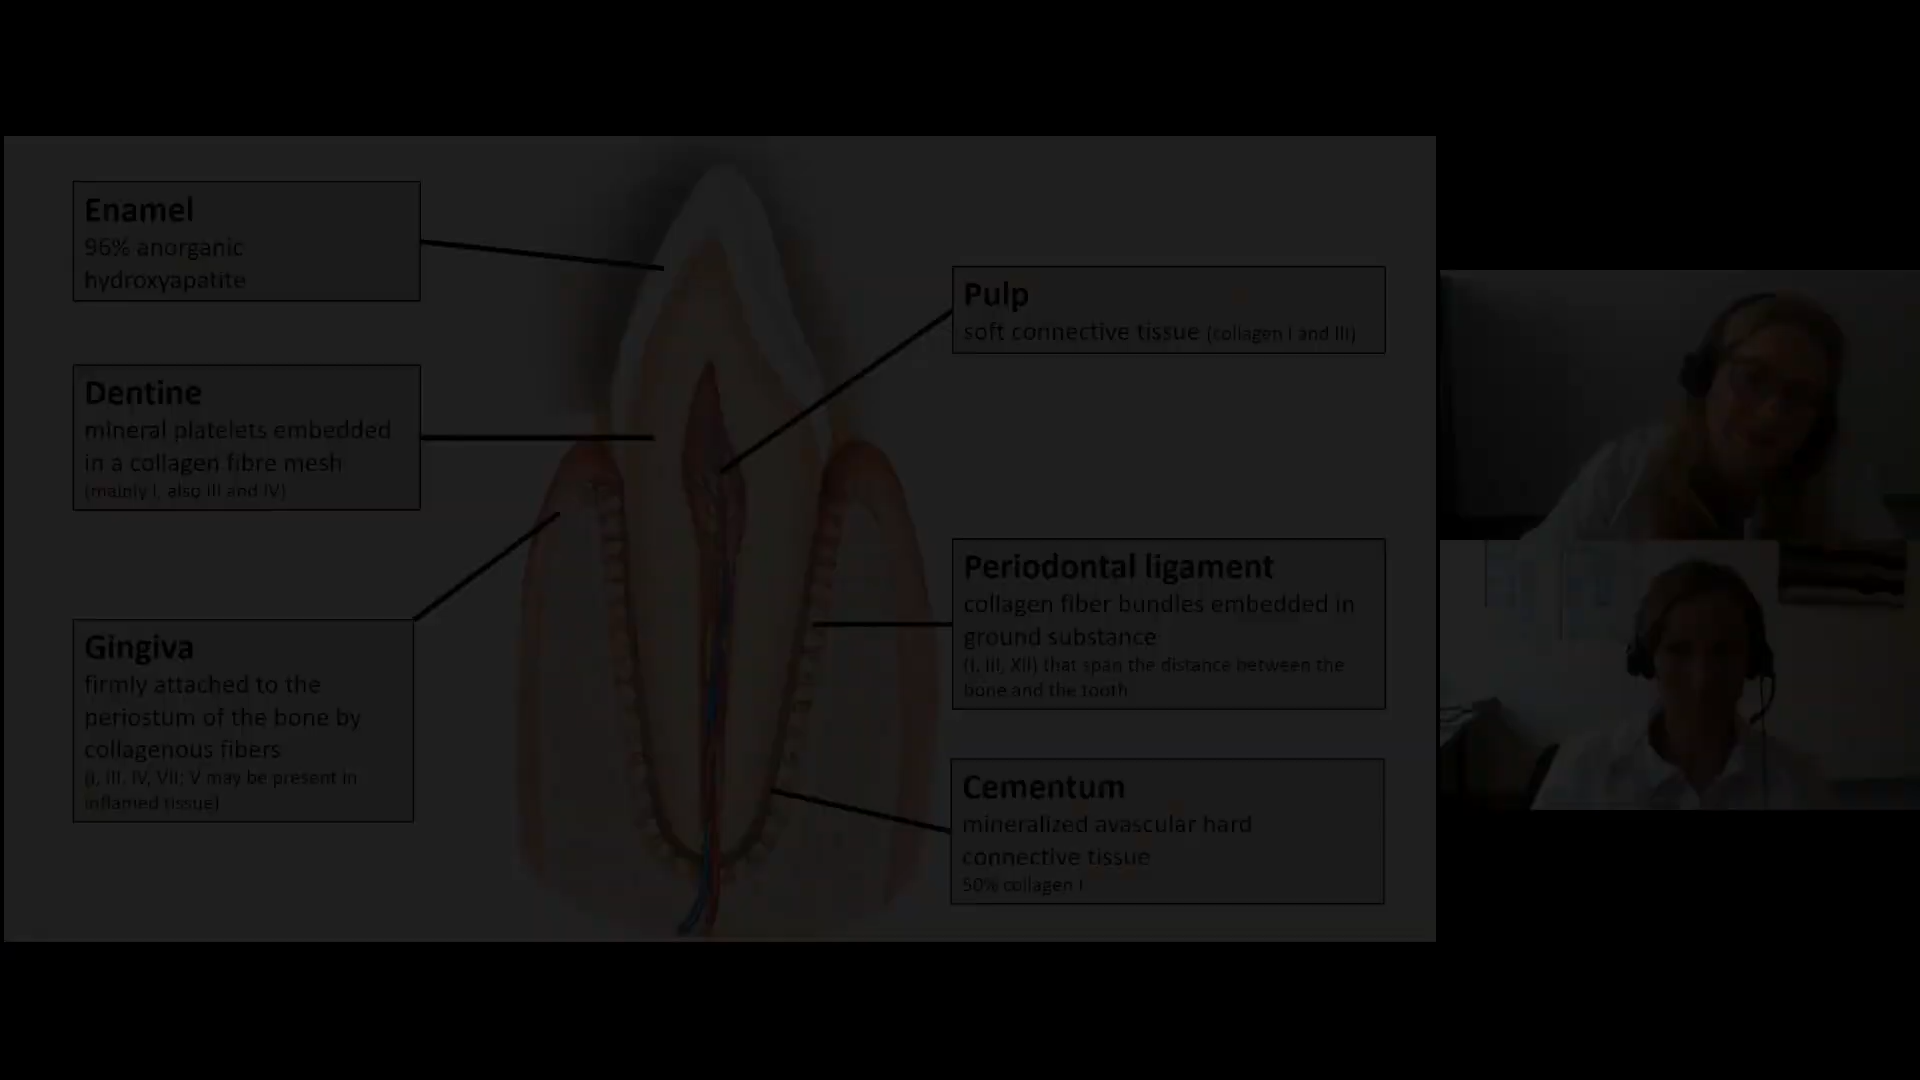 Enamel
96% anorganic
hydroxyapatite
Dentine
mineral platelets embedded
in a collagen fibre mesh
(mainly I, also III and IV)
Gingiva
firmly attached to the
periostum of the bone by
collagenous fibers
(I, III, IV, VII; V may be present in
inflamed tissue)
Pulp
soft connective tissue (collagen I and III)
Periodontal ligament
collagen fiber bundles embedded in
ground substance
(I, III, XII) that span the distance between the
bone and the tooth
Cementum
mineralized avascular hard
connective tissue
50% collagen I